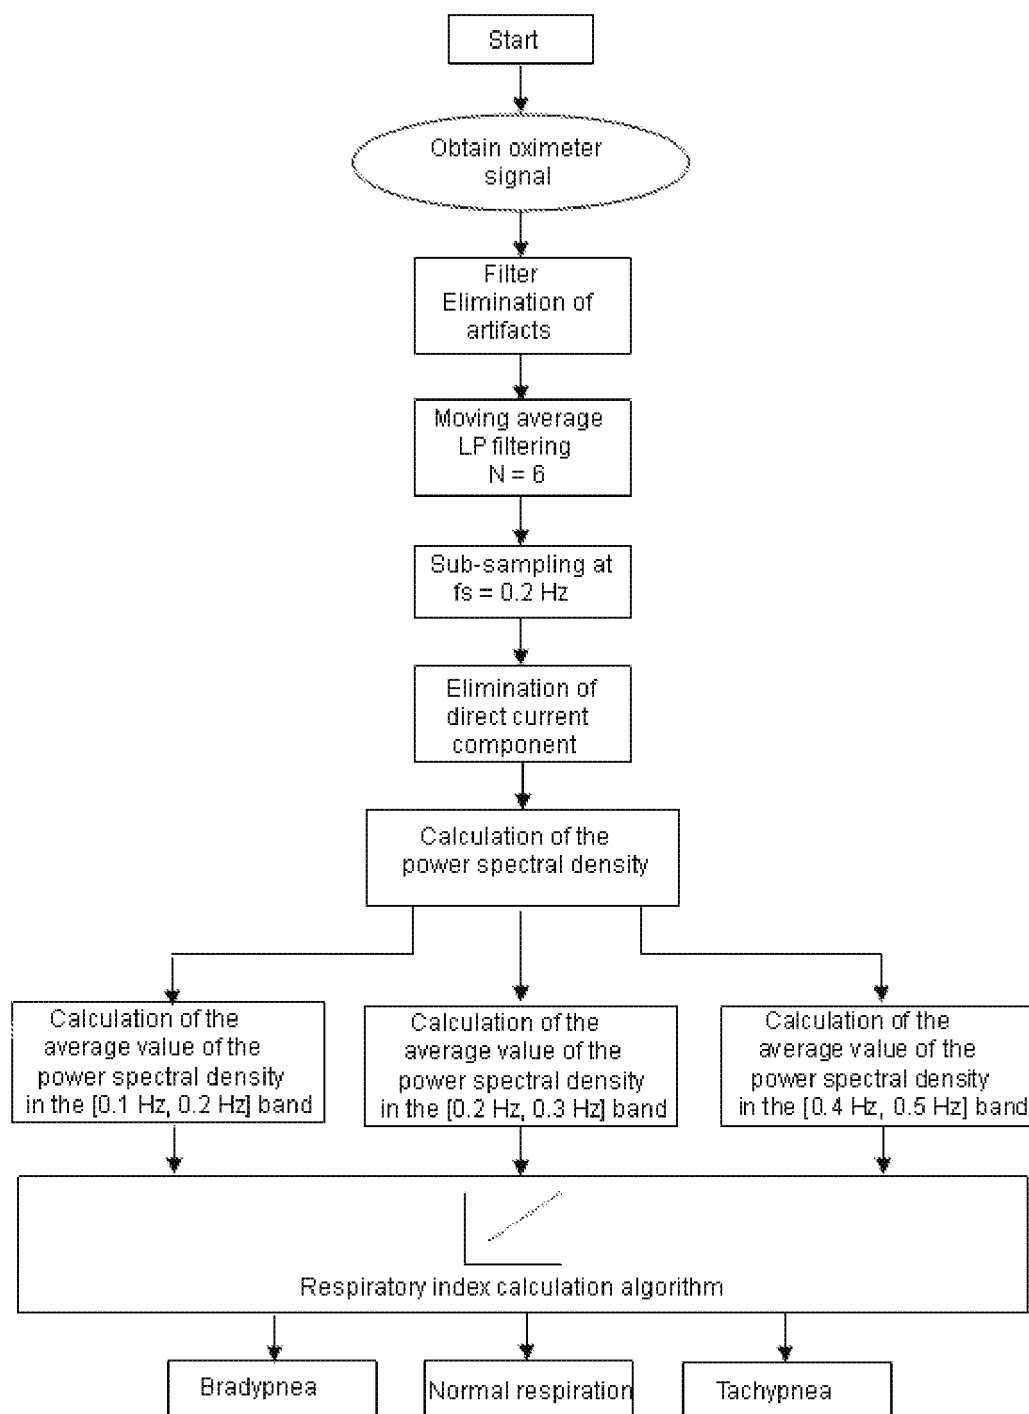 Start
Obtain oximeter
signal
Filter
Elimination of
artifacts
Moving average
LP filtering
N = 6
Sub-sampling at
fs = 0.2 Hz
Elimination of
direct current
component
Calculation of the
power spectral density
Calculation of the
average value of the
power spectral density
in the [0.1 Hz, 0.2 Hz] band
Calculation of the
average value of the
power spectral density
in the [0.2 Hz, 0.3 Hz] band
Calculation of the
average value of the
power spectral density
in the [0.4 Hz, 0.5 Hz] band
Respiratory index calculation algorithm
Bradypnea
Normal respiration
Tachypnea